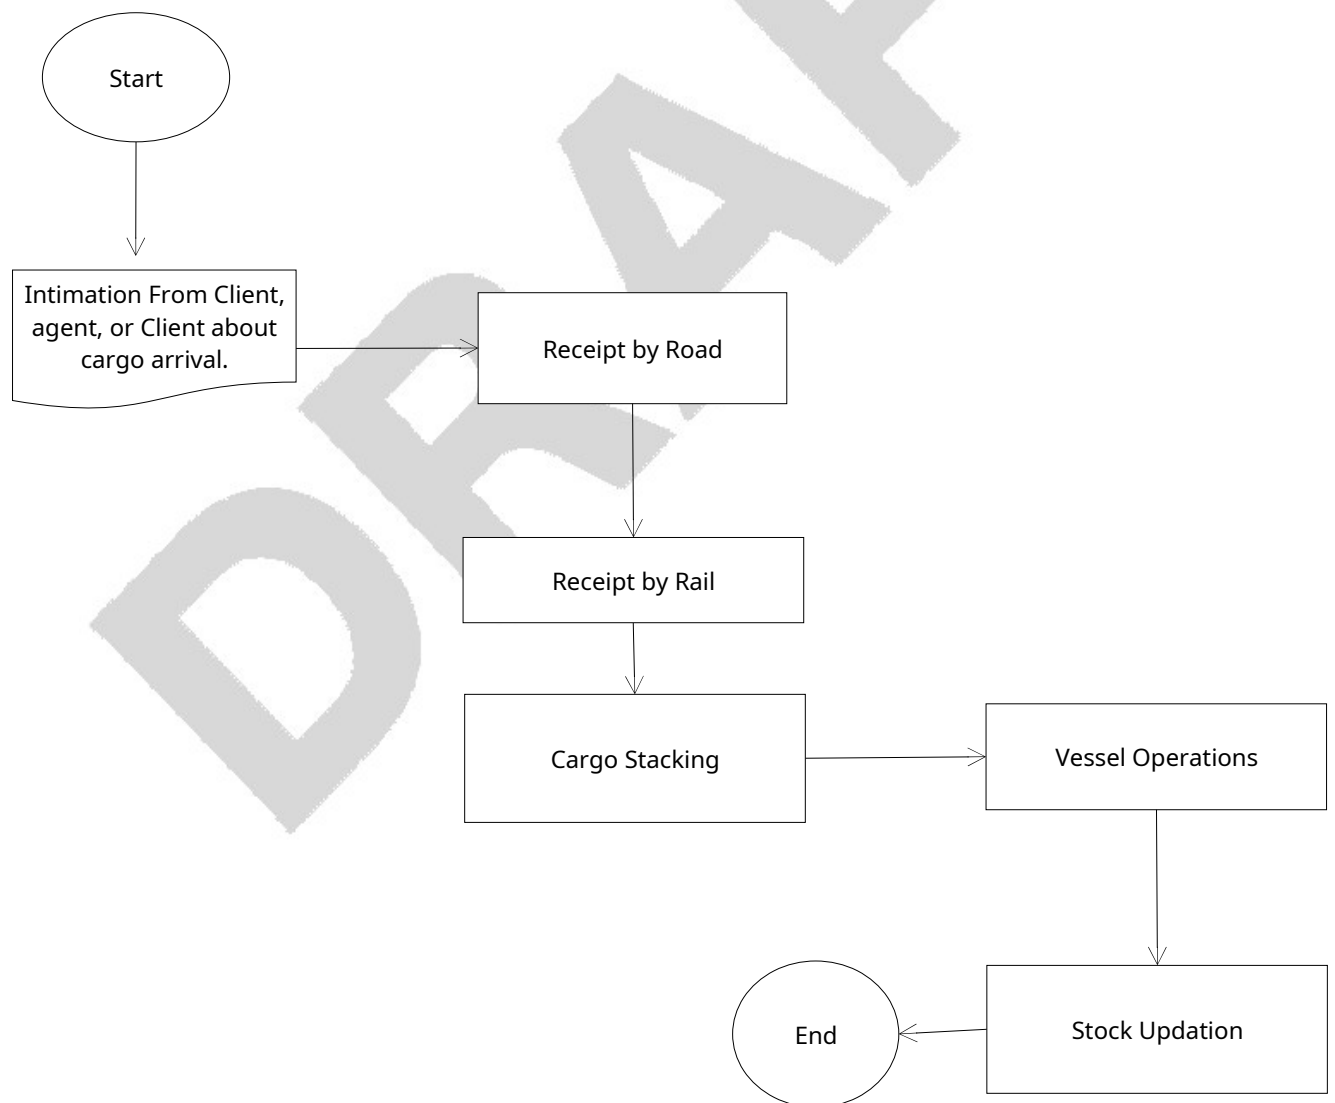 Start
Intimation From Client,
agent, or Client about
cargo arrival.
Receipt by Road
Receipt by Rail
Cargo Stacking
Vessel Operations
Stock Updation
End
DRAF